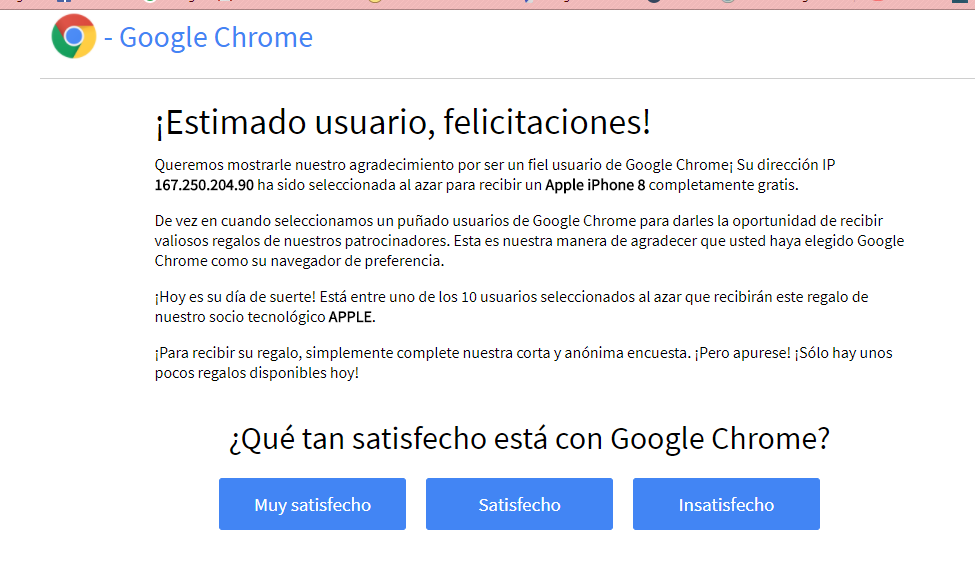 - Google Chrome
¡Estimado usuario, felicitaciones!
Queremos mostrarle nuestro agradecimiento por ser un fiel usuario de Google Chrome¡ Su dirección IP
167.250.204.90 ha sido seleccionada al azar para recibir un Apple iPhone 8 completamente gratis.
De vez en cuando seleccionamos un puñado usuarios de Google Chrome para darles la oportunidad de recibir
valiosos regalos de nuestros patrocinadores. Esta es nuestra manera de agradecer que usted haya elegido Google
Chrome como su navegador de preferencia.
¡Hoy es su día de suerte! Está entre uno de los 10 usuarios seleccionados al azar que recibirán este regalo de
nuestro socio tecnológico APPLE.
¡Para recibir su regalo, simplemente complete nuestra corta y anónima encuesta. ¡Pero apurese! ¡Sólo hay unos
pocos regalos disponibles hoy!
¿Qué tan satisfecho está con Google Chrome?
Muy satisfecho
Satisfecho
Insatisfecho